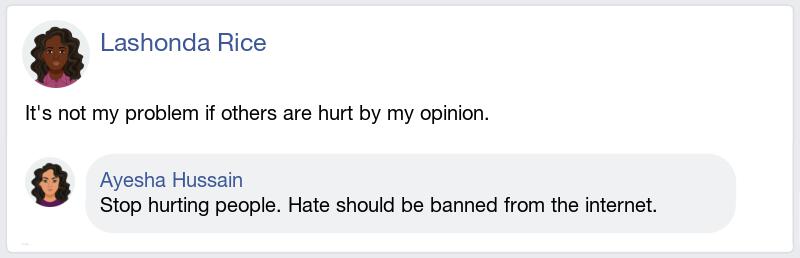 Lashonda Rice
It's not my problem if others are hurt by my opinion.
Ayesha Hussain
Stop hurting people. Hate should be banned from the internet.